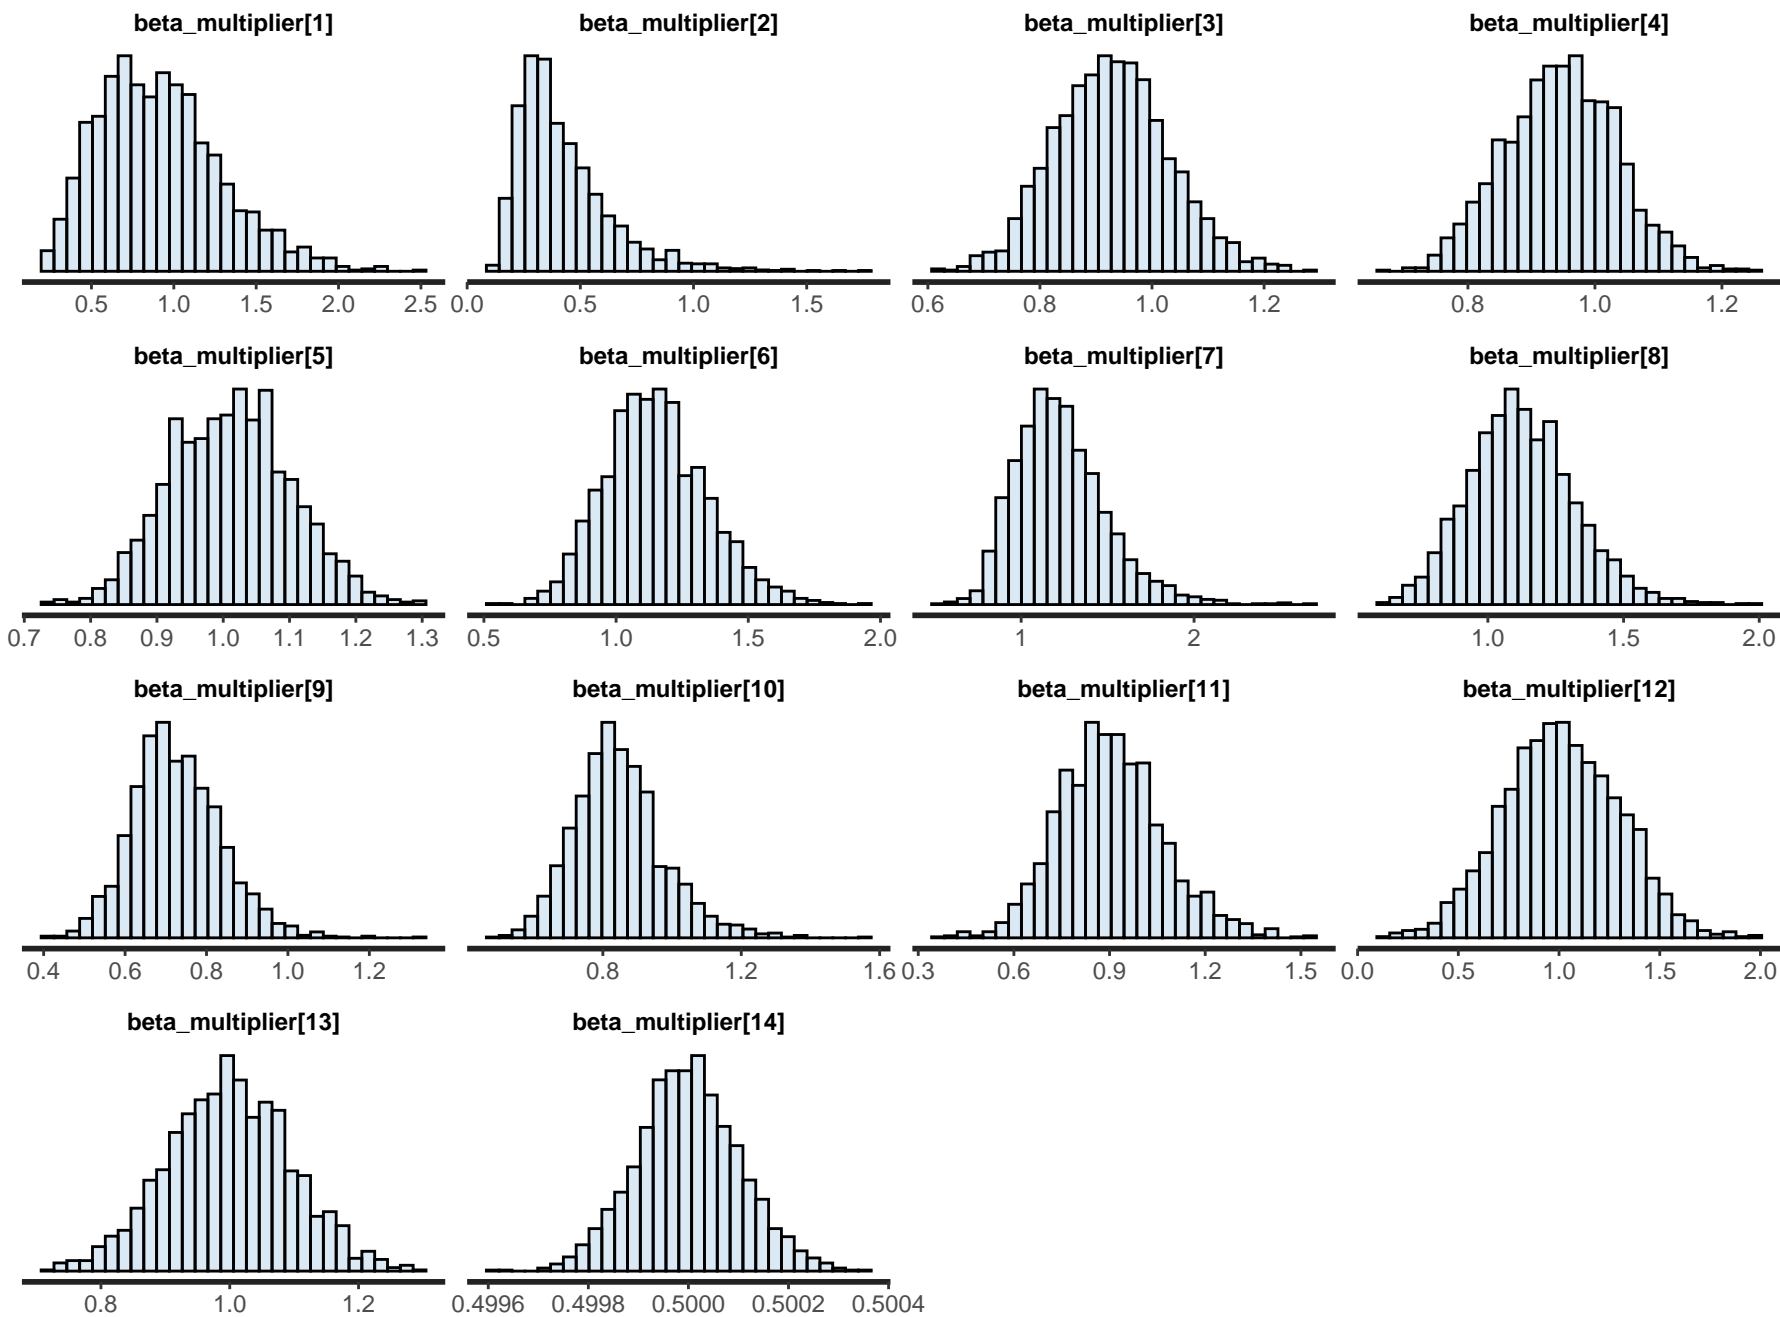 beta_multiplier[1] beta_multiplier[2] beta_multiplier[3] beta_multiplier[4]
0.5 1.0 1.5 2.0 2.5 0.0 0.5 1.0 1.5 0.6 0.8 1.0 1.2 0.8 1.0 1.2
beta_multiplier[5] beta_multiplier[6] beta_multiplier[7] beta_multiplier[8]
0.7 0.8 0.9 1.0 1.1 1.2 1.3 0.5 1.0 1.5 2.0 1 2 1.0 1.5 2.0
beta_multiplier[9] beta_multiplier[10] beta_multiplier[11] beta_multiplier[12]
0.4 0.6 0.8 1.0 1.2 0.8 1.2 1.6 0.3 0.6 0.9 1.2 1.5 0.0 0.5 1.0 1.5 2.0
beta_multiplier[13] beta_multiplier[14]
0.8 1.0 1.2 0.4996 0.4998 0.5000 0.5002 0.5004